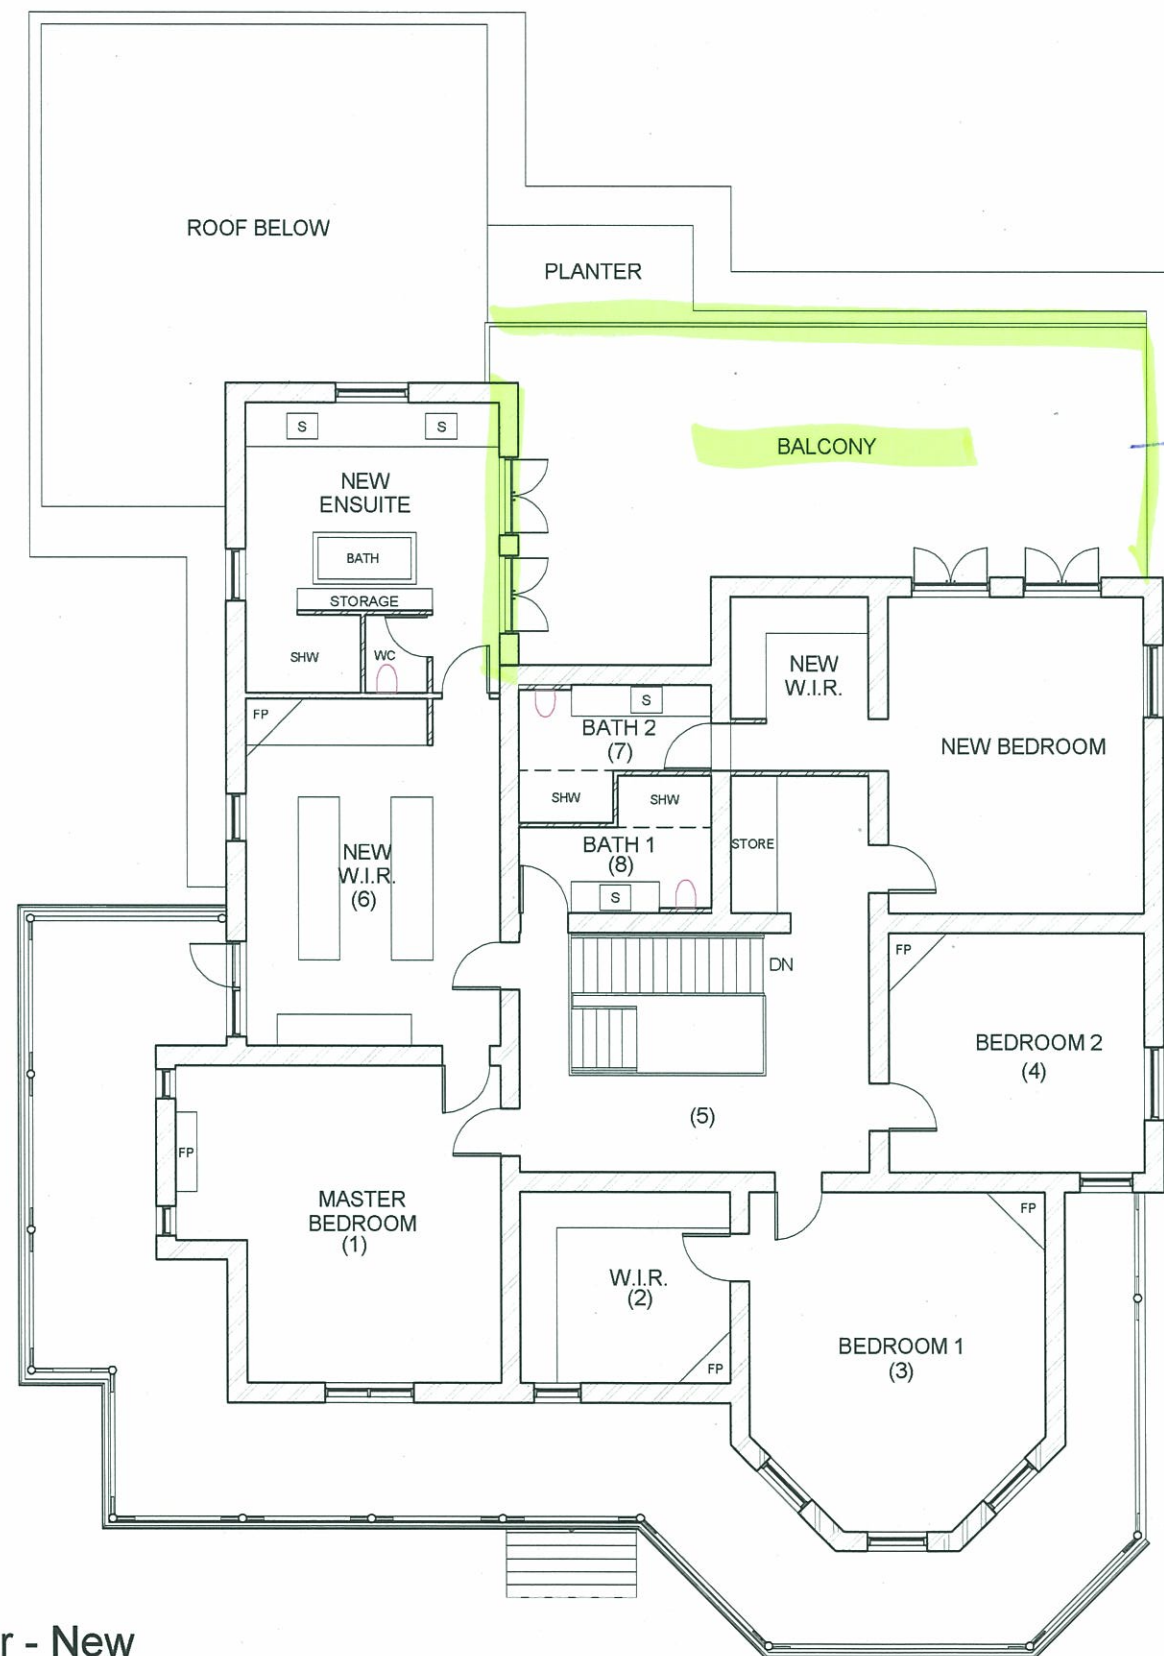 ROOF BELOW
PLANTER
BALCONY
S
S
NEW
ENSUITE
BATH
STORAGE
SHW
WC
FP
NEW
W.I.R.
S
BATH 2
(7)
NEW BEDROOM
SHW
SHW
BATH 1
(8)
S
STORE
NEW
W.I.R.
(6)
DN
FP
BEDROOM 2
(4)
(5)
FP
MASTER
BEDROOM
(1)
W.I.R.
(2)
FP
FP
BEDROOM 1
(3)
r - New